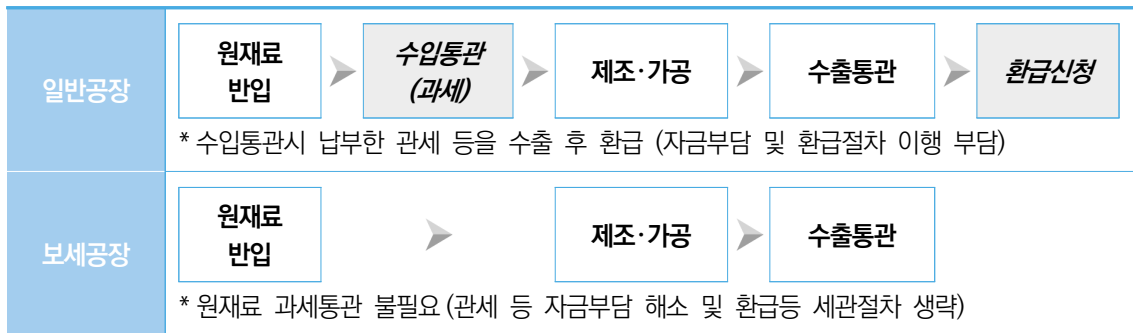 일반공장
원재료
반입
수입통관
(과세)
제조·가공
수출통관
환급신청
* 수입통관시 납부한 관세 등을 수출 후 환급 (자금부담 및 환급절차 이행 부담)
보세공장
원재료
반입
제조·가공
수출통관
* 원재료 과세통관 불필요 (관세 등 자금부담 해소 및 환급등 세관절차 생략)